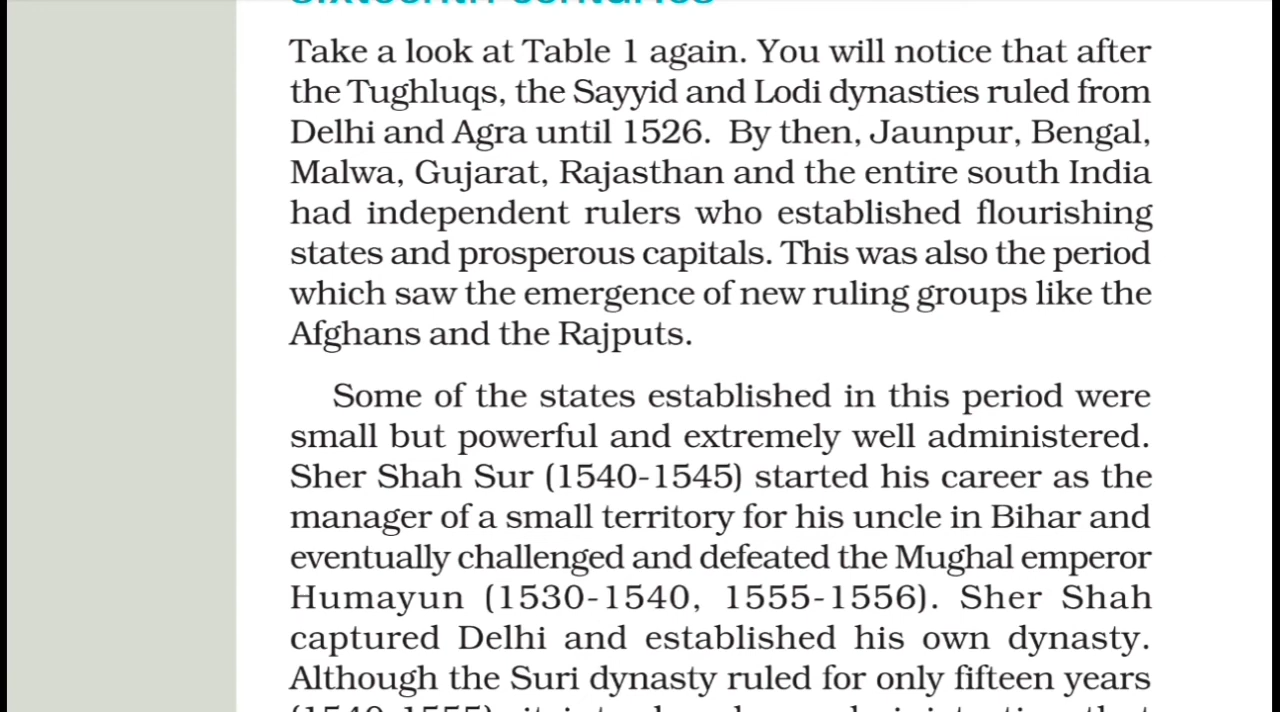 sixteenth centuries
Take a look at Table 1 again. You will notice that after
the Tughluqs, the Sayyid and Lodi dynasties ruled from
Delhi and Agra until 1526. By then, Jaunpur, Bengal,
Malwa, Gujarat, Rajasthan and the entire south India
had independent rulers who established flourishing
states and prosperous capitals. This was also the period
which saw the emergence of new ruling groups like the
Afghans and the Rajputs.
Some of the states established in this period were
small but powerful and extremely well administered.
Sher Shah Sur (1540-1545) started his career as the
manager of a small territory for his uncle in Bihar and
eventually challenged and defeated the Mughal emperor
Humayun (1530-1540, 1555-1556). Sher Shah
captured Delhi and established his own dynasty.
Although the Suri dynasty ruled for only fifteen years